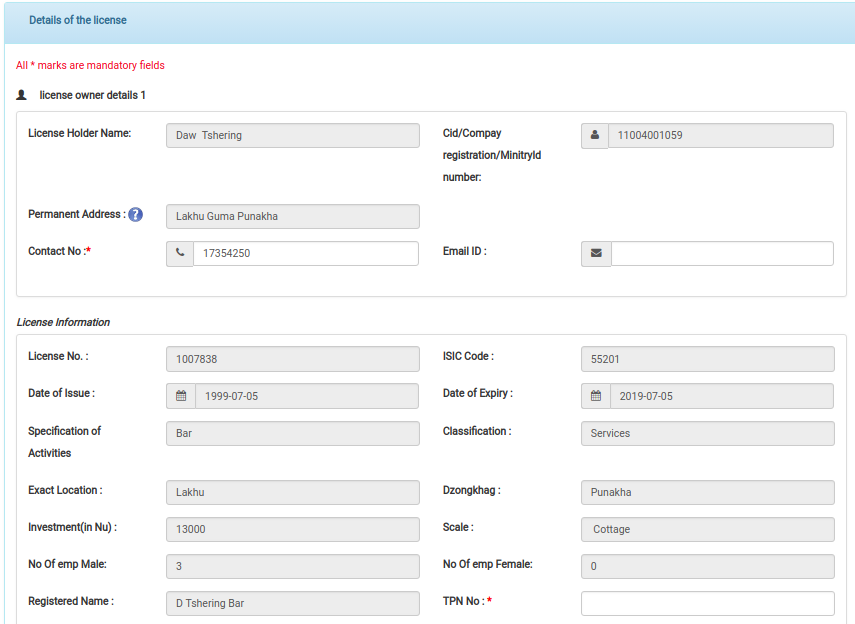 Details of the license
All * marks are mandatory fields
license owner details 1
License Holder Name: Daw  Tshering Cid/Compay
registration/MinitryId
number: 11004001059
Permanent Address : ? Lakhu Guma Punakha
Contact No :* 17354250 Email ID :
License Information
License No. : 1007838 ISIC Code : 55201
Date of Issue : 1999-07-05 Date of Expiry : 2019-07-05
Specification of
Activities Bar Classification : Services
Exact Location : Lakhu Dzongkhag : Punakha
Investment(in Nu) : 13000 Scale : Cottage
No Of emp Male: 3 No Of emp Female: 0
Registered Name : D Tshering Bar TPN No : *